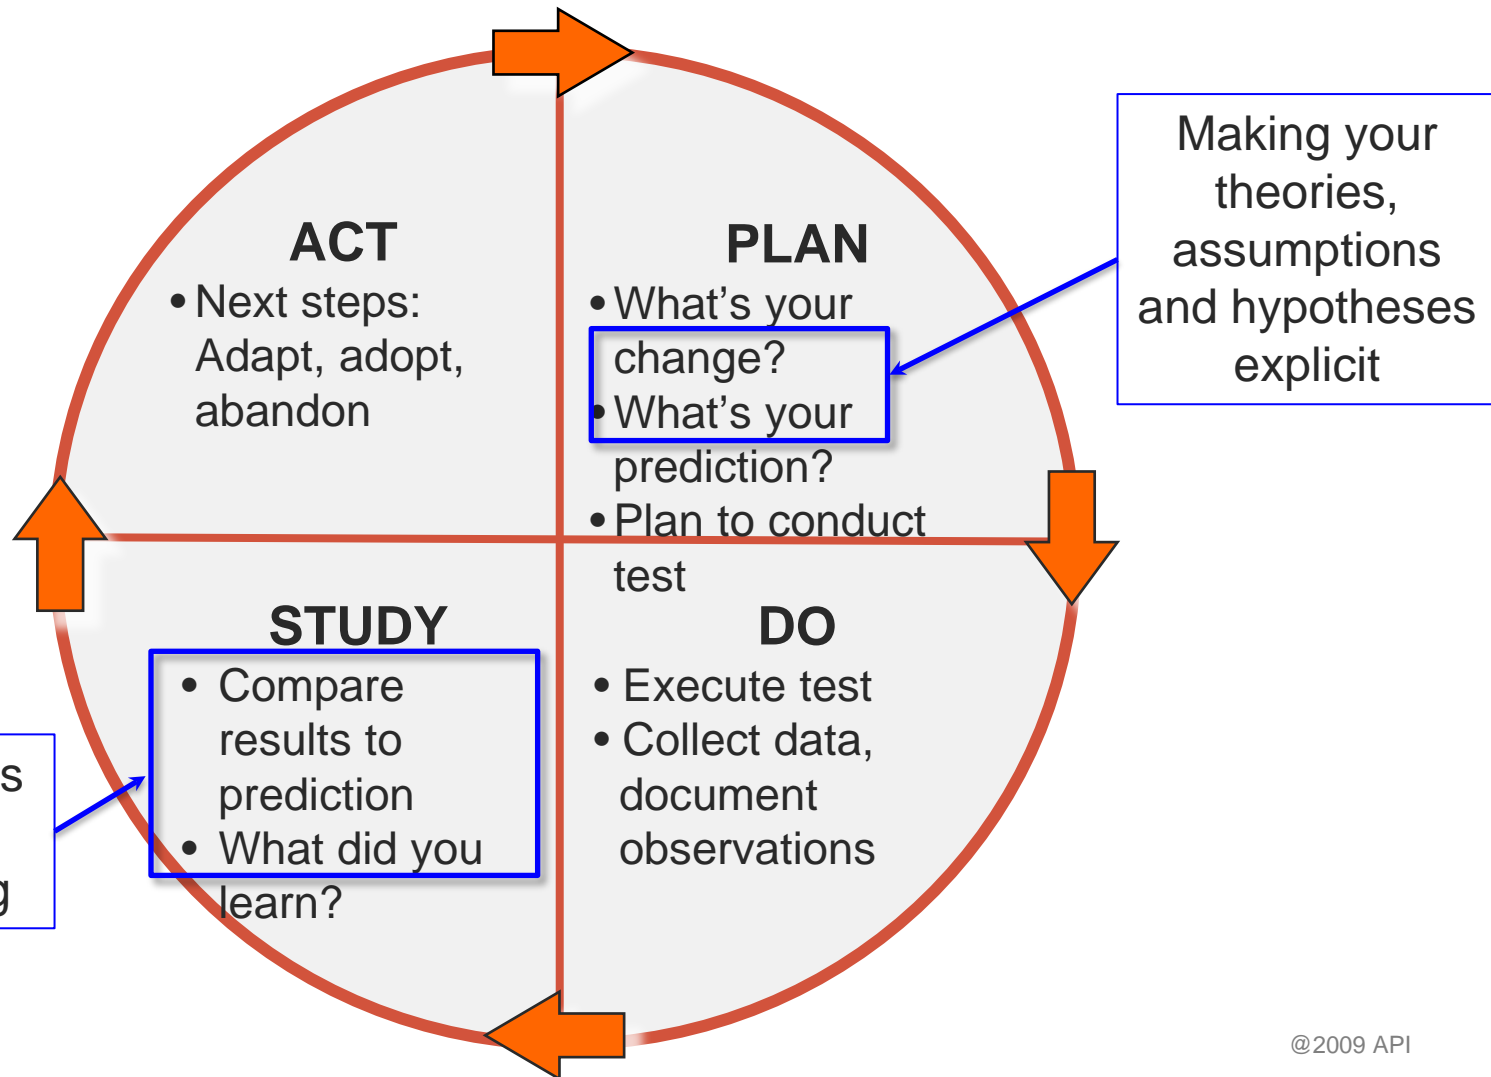 ACT
• Next steps:
Adapt, adopt,
abandon
PLAN
• What's your
change?
• What's your
prediction?
• Plan to conduct
test
Making your
theories,
assumptions
and hypotheses
explicit
STUDY
• Compare
results to
prediction
• What did you
learn?
DO
• Execute test
• Collect data,
document
observations
@2009 API